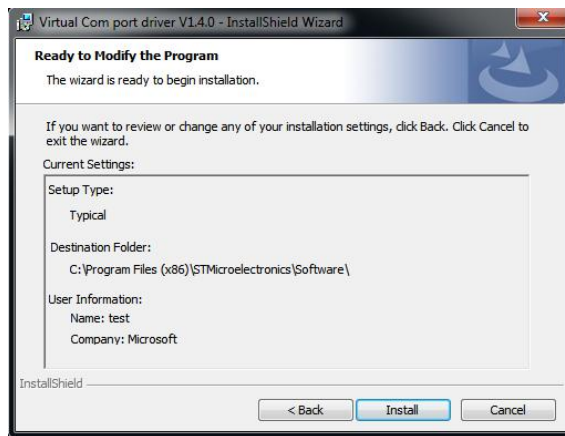 Virtual Com port driver V1.4.0 - InstallShield Wizard
Ready to Modify the Program
The wizard is ready to begin installation.
If you want to review or change any of your installation settings, click Back. Click Cancel to
exit the wizard.
Current Settings:
Setup Type:
Typical
Destination Folder:
C:\Program Files (x86)\STMicroelectronics\Software\
User Information:
Name: test
Company: Microsoft
InstallShield
< Back
Install
Cancel